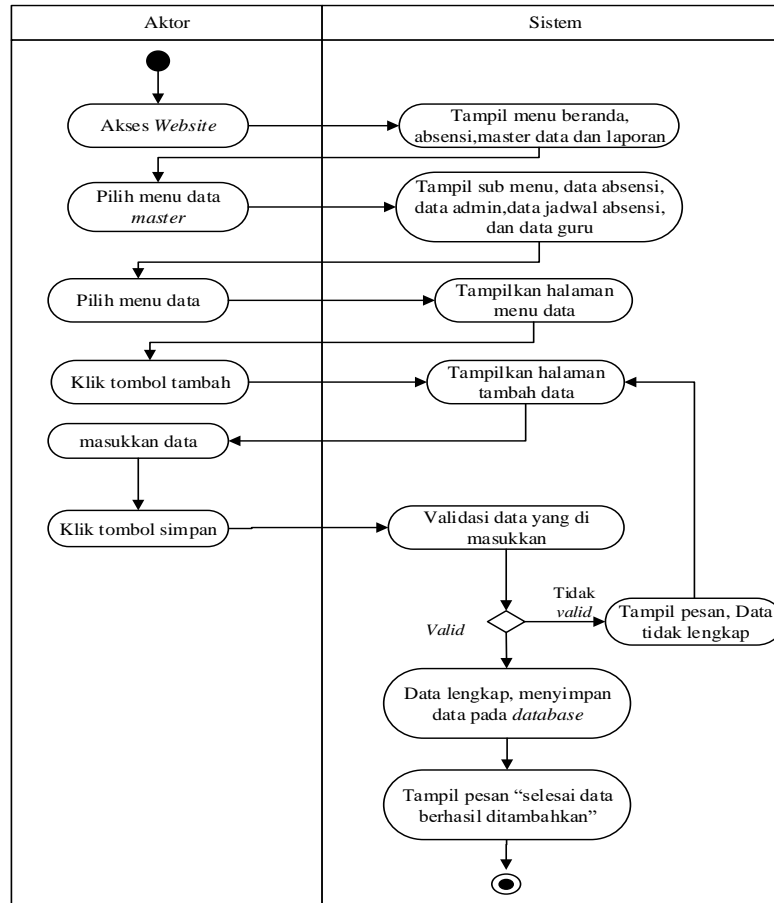 Aktor
Sistem
Akses Website
Tampil menu beranda,
absensi,master data dan laporan
Pilih menu data
master
Tampil sub menu, data absensi,
data admin,data jadwal absensi,
dan data guru
Pilih menu data
Tampilkan halaman
menu data
Klik tombol tambah
Tampilkan halaman
tambah data
masukkan data
Klik tombol simpan
Validasi data yang di
masukkan
Tidak
valid
Valid
Tampil pesan, Data
tidak lengkap
Data lengkap, menyimpan
data pada database
Tampil pesan “selesai data
berhasil ditambahkan”